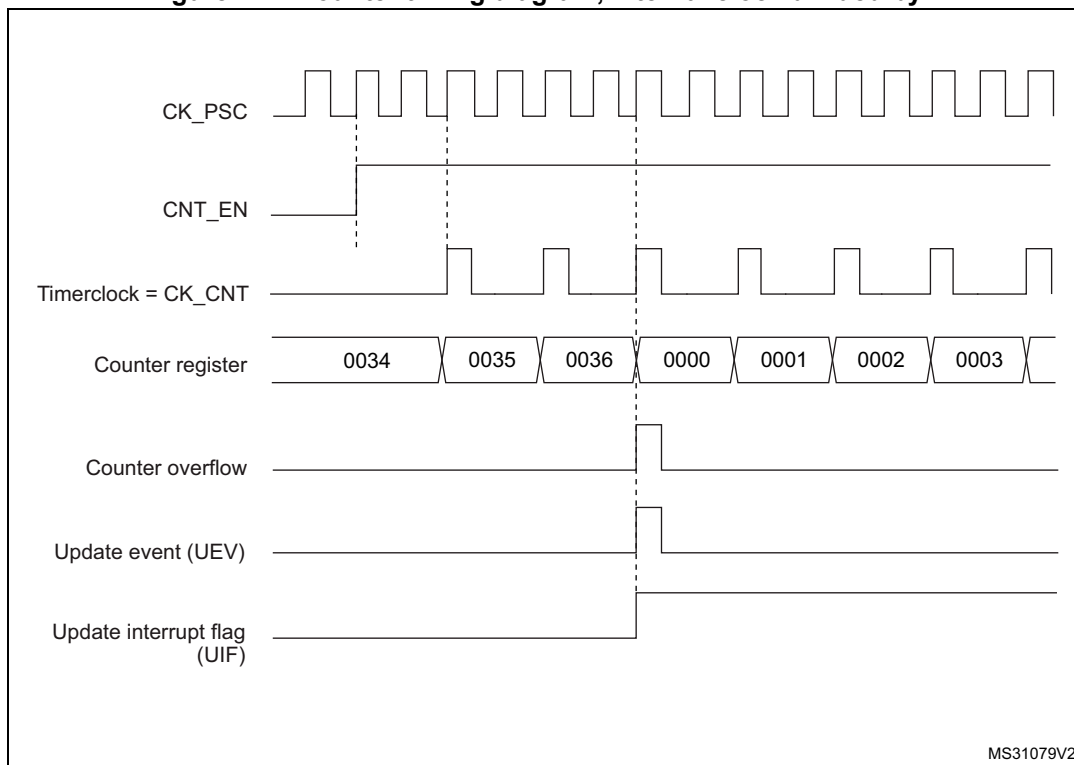 CK_PSC
CNT_EN
Timerclock = CK_CNT
Counter register
0034
0035
0036
0000
0001
0002
0003
Counter overflow
Update event (UEV)
Update interrupt flag
(UIF)
MS31079V2